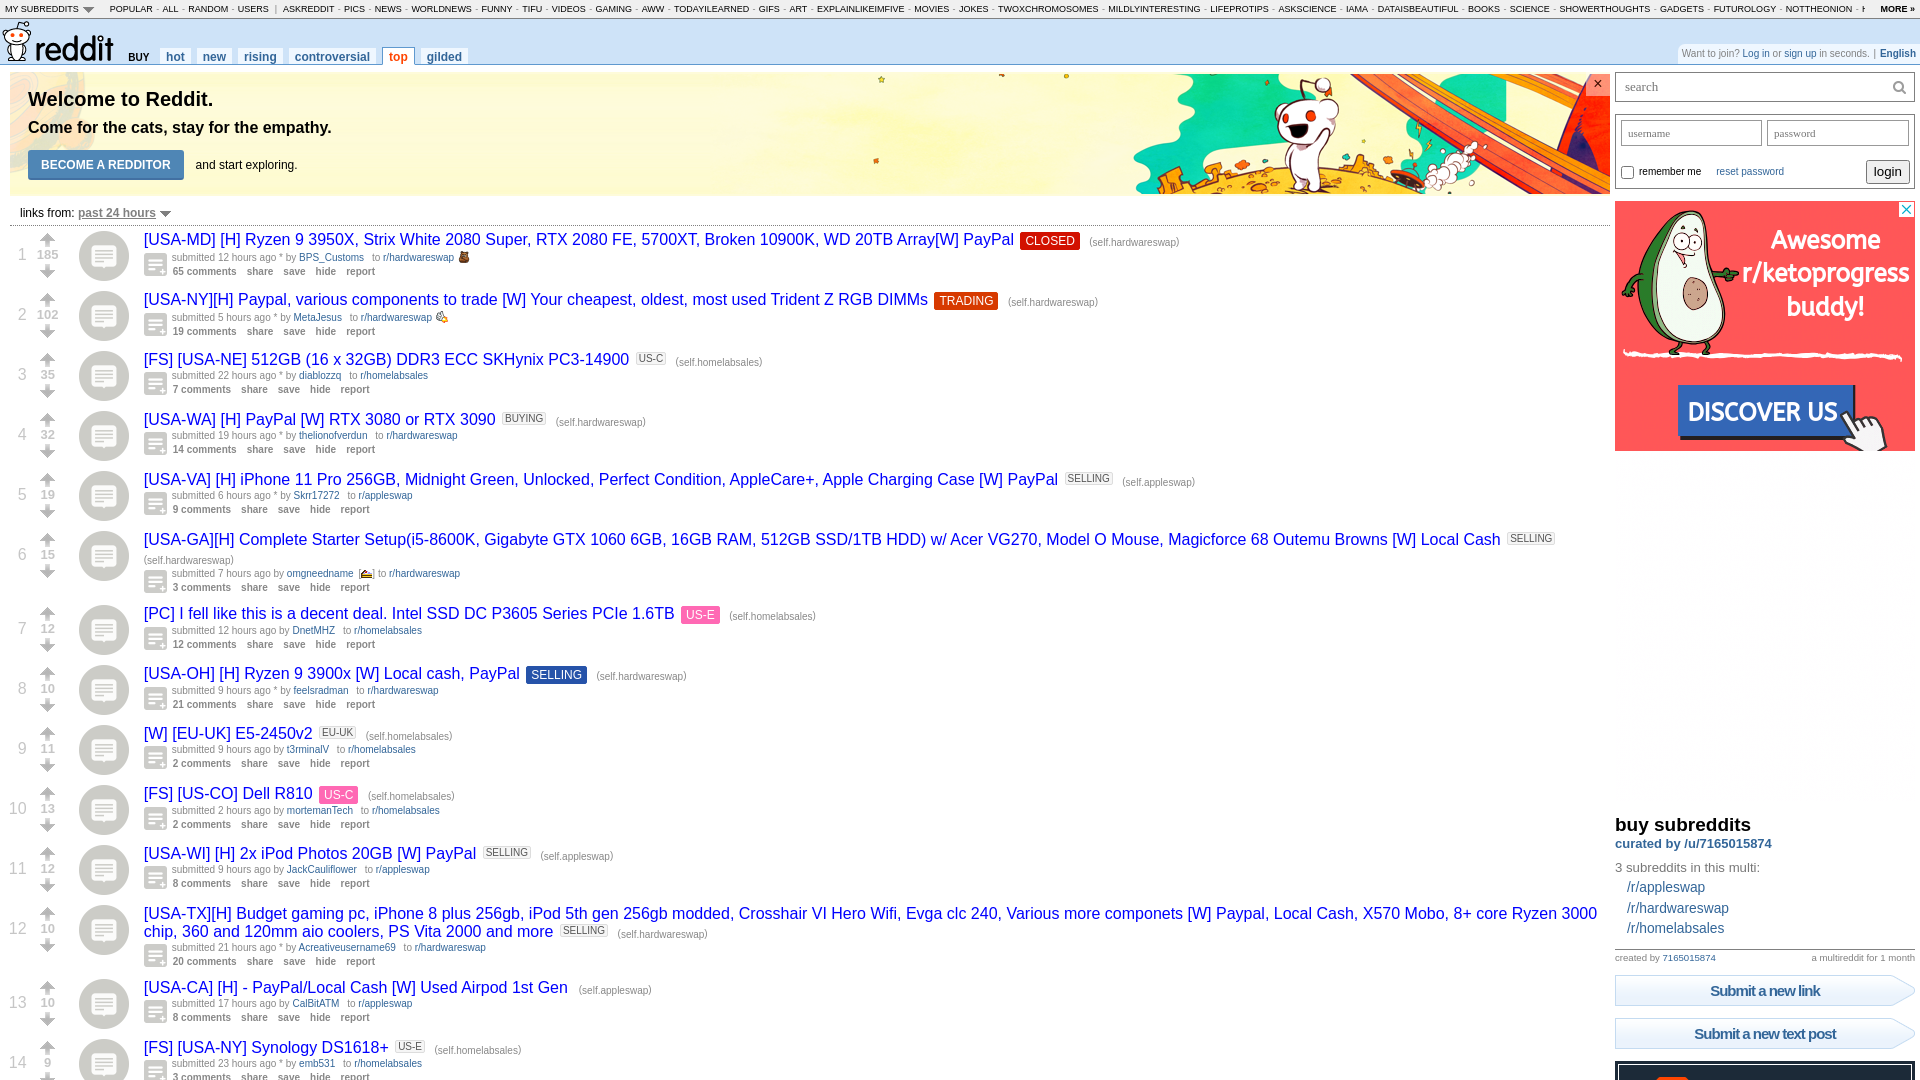 MY SUBREDDITS POPULAR - ALL - RANDOM - USERS | ASKREDDIT - PICS - NEWS - WORLDNEWS - FUNNY - TIFU - VIDEOS - GAMING - AWW - TODAYILEARNED - GIFS - ART - EXPLAINLIKEIMFIVE - MOVIES - JOKES - TWOXCHROMOSOMES - MILDLYINTERESTING - LIFEPROTIPS - ASKSCIENCE - IAMA - DATAISBEAUTIFUL - BOOKS - SCIENCE - SHOWERTHOUGHTS - GADGETS - FUTUROLOGY - NOTTHEONION - MORE »
reddit BUY hot new rising controversial top gilded
Want to join? Log in or sign up in seconds. | English
Welcome to Reddit.
Come for the cats, stay for the empathy.
BECOME A REDDITOR and start exploring.
×
links from: past 24 hours
1 185 [USA-MD] [H] Ryzen 9 3950X, Strix White 2080 Super, RTX 2080 FE, 5700XT, Broken 10900K, WD 20TB Array[W] PayPal CLOSED (self.hardwareswap)
submitted 12 hours ago * by BPS_Customs to r/hardwareswap
65 comments share save hide report
2 102 [USA-NY][H] Paypal, various components to trade [W] Your cheapest, oldest, most used Trident Z RGB DIMMs TRADING (self.hardwareswap)
submitted 5 hours ago * by MetaJesus to r/hardwareswap
19 comments share save hide report
3 35 [FS] [USA-NE] 512GB (16 x 32GB) DDR3 ECC SKHynix PC3-14900 US-C (self.homelabsales)
submitted 22 hours ago * by diablozzq to r/homelabsales
7 comments share save hide report
4 32 [USA-WA] [H] PayPal [W] RTX 3080 or RTX 3090 BUYING (self.hardwareswap)
submitted 19 hours ago * by thelionofverdun to r/hardwareswap
14 comments share save hide report
5 19 [USA-VA] [H] iPhone 11 Pro 256GB, Midnight Green, Unlocked, Perfect Condition, AppleCare+, Apple Charging Case [W] PayPal SELLING (self.appleswap)
submitted 6 hours ago * by Skrr17272 to r/appleswap
9 comments share save hide report
6 15 [USA-GA][H] Complete Starter Setup(i5-8600K, Gigabyte GTX 1060 6GB, 16GB RAM, 512GB SSD/1TB HDD) w/ Acer VG270, Model O Mouse, Magicforce 68 Outemu Browns [W] Local Cash SELLING
(self.hardwareswap)
submitted 7 hours ago by omgneedname [] to r/hardwareswap
3 comments share save hide report
7 12 [PC] I fell like this is a decent deal. Intel SSD DC P3605 Series PCIe 1.6TB US-E (self.homelabsales)
submitted 12 hours ago by DnetMHZ to r/homelabsales
12 comments share save hide report
8 10 [USA-OH] [H] Ryzen 9 3900x [W] Local cash, PayPal SELLING (self.hardwareswap)
submitted 9 hours ago * by feelsradman to r/hardwareswap
21 comments share save hide report
9 11 [W] [EU-UK] E5-2450v2 EU-UK (self.homelabsales)
submitted 9 hours ago by t3rminalV to r/homelabsales
2 comments share save hide report
10 13 [FS] [US-CO] Dell R810 US-C (self.homelabsales)
submitted 2 hours ago by mortemanTech to r/homelabsales
2 comments share save hide report
11 12 [USA-WI] [H] 2x iPod Photos 20GB [W] PayPal SELLING (self.appleswap)
submitted 9 hours ago by JackCauliflower to r/appleswap
8 comments share save hide report
12 10 [USA-TX][H] Budget gaming pc, iPhone 8 plus 256gb, iPod 5th gen 256gb modded, Crosshair VI Hero Wifi, Evga clc 240, Various more componets [W] Paypal, Local Cash, X570 Mobo, 8+ core Ryzen 3000
chip, 360 and 120mm aio coolers, PS Vita 2000 and more SELLING (self.hardwareswap)
submitted 21 hours ago * by Acreativeusername69 to r/hardwareswap
20 comments share save hide report
13 10 [USA-CA] [H] - PayPal/Local Cash [W] Used Airpod 1st Gen (self.appleswap)
submitted 17 hours ago by CalBitATM to r/appleswap
8 comments share save hide report
14 9 [FS] [USA-NY] Synology DS1618+ US-E (self.homelabsales)
submitted 23 hours ago * by emb531 to r/homelabsales
3 comments share save hide report
search
username password
remember me reset password login
Awesome
r/ketoprogress
buddy!
DISCOVER US
buy subreddits
curated by /u/7165015874
3 subreddits in this multi:
/r/appleswap
/r/hardwareswap
/r/homelabsales
created by 7165015874 a multireddit for 1 month
Submit a new link
Submit a new text post